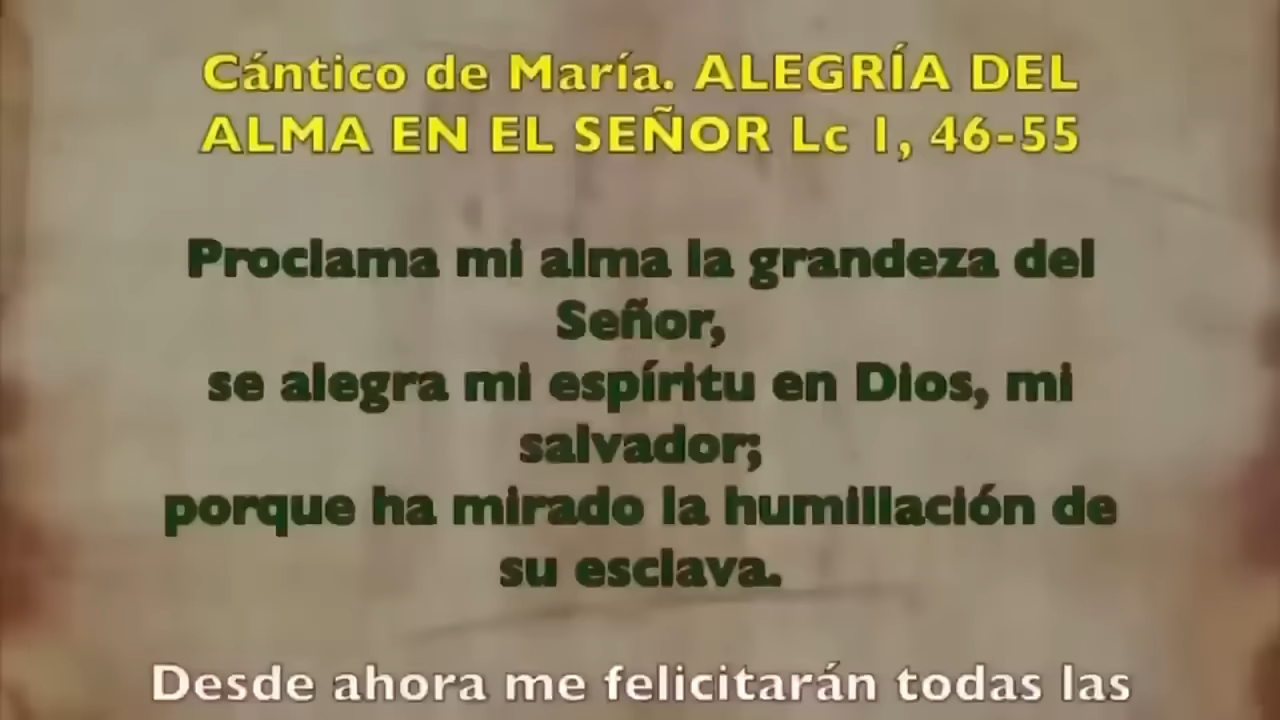 Cántico de María. ALEGRÍA DEL
ALMA EN EL SEÑOR Lc 1, 46-55
Proclama mi alma la grandeza del
Señor,
se alegra mi espíritu en Dios, mi
salvador;
porque ha mirado la humillación de
su esclava.
Desde ahora me felicitarán todas las